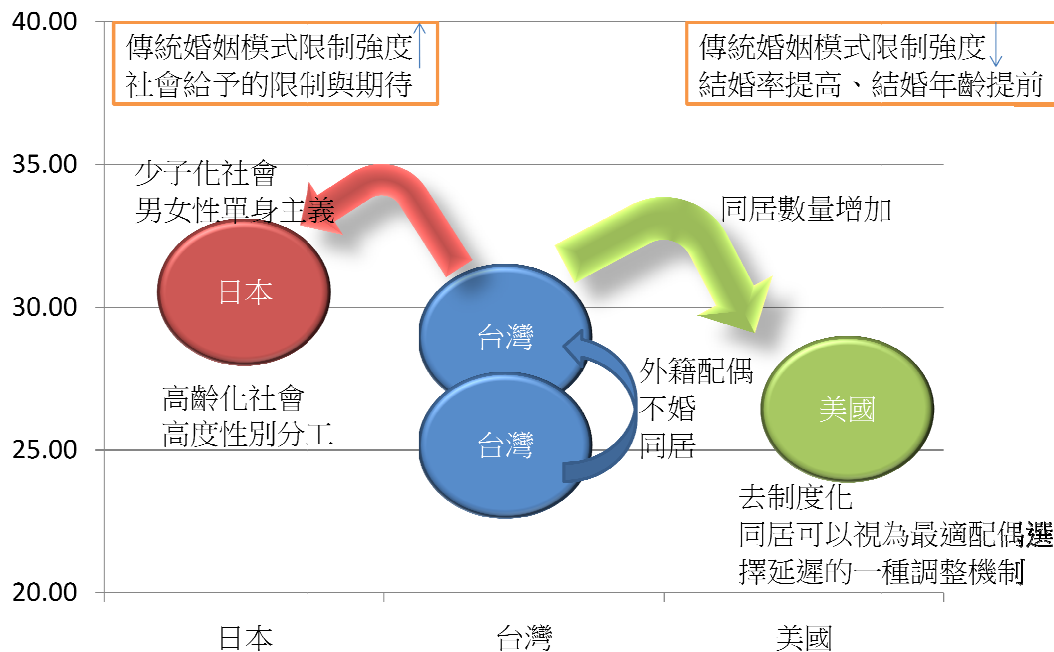 40.00
傳統婚姻模式限制強度
社會給予的限制與期待
傳統婚姻模式限制強度
結婚率提高、結婚年齡提前
35.00
少子化社會
男女性單身主義
同居數量增加
日本
30.00
台灣
外籍配偶
不婚
同居
高齡化社會
高度性別分工
台灣
美國
25.00
去制度化
同居可以視為最適配偶選
擇延遲的一種調整機制
20.00
日本
台灣
美國